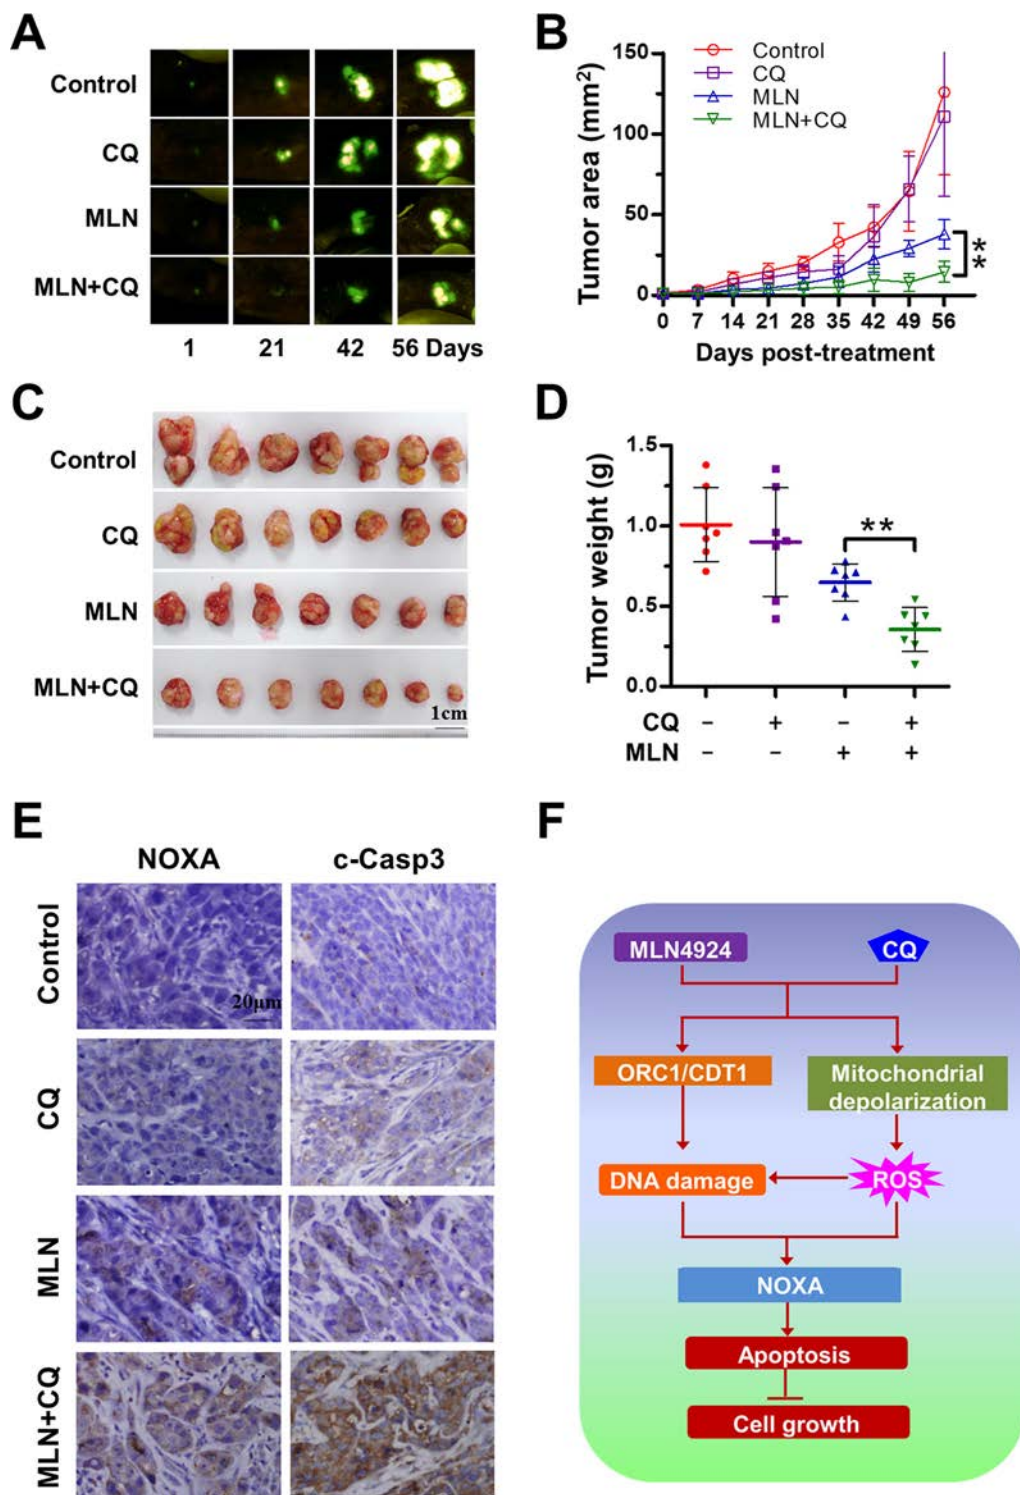 A
Control
CQ
MLN
MLN+CQ
1 21 42 56 Days
B
Control
CQ
MLN
MLN+CQ
Tumor area (mm²)
150
100
50
0
**
0 7 14 21 28 35 42 49 56
Days post-treatment
C
Control
CQ
MLN
MLN+CQ
1cm
D
Tumor weight (g)
1.5
1.0
0.5
0.0
**
CQ – + – +
MLN – – + +
E
NOXA c-Casp3
Control
20μm
CQ
MLN
MLN+CQ
F
MLN4924 CQ
ORC1/CDT1
Mitochondrial
depolarization
DNA damage ROS
NOXA
Apoptosis
Cell growth